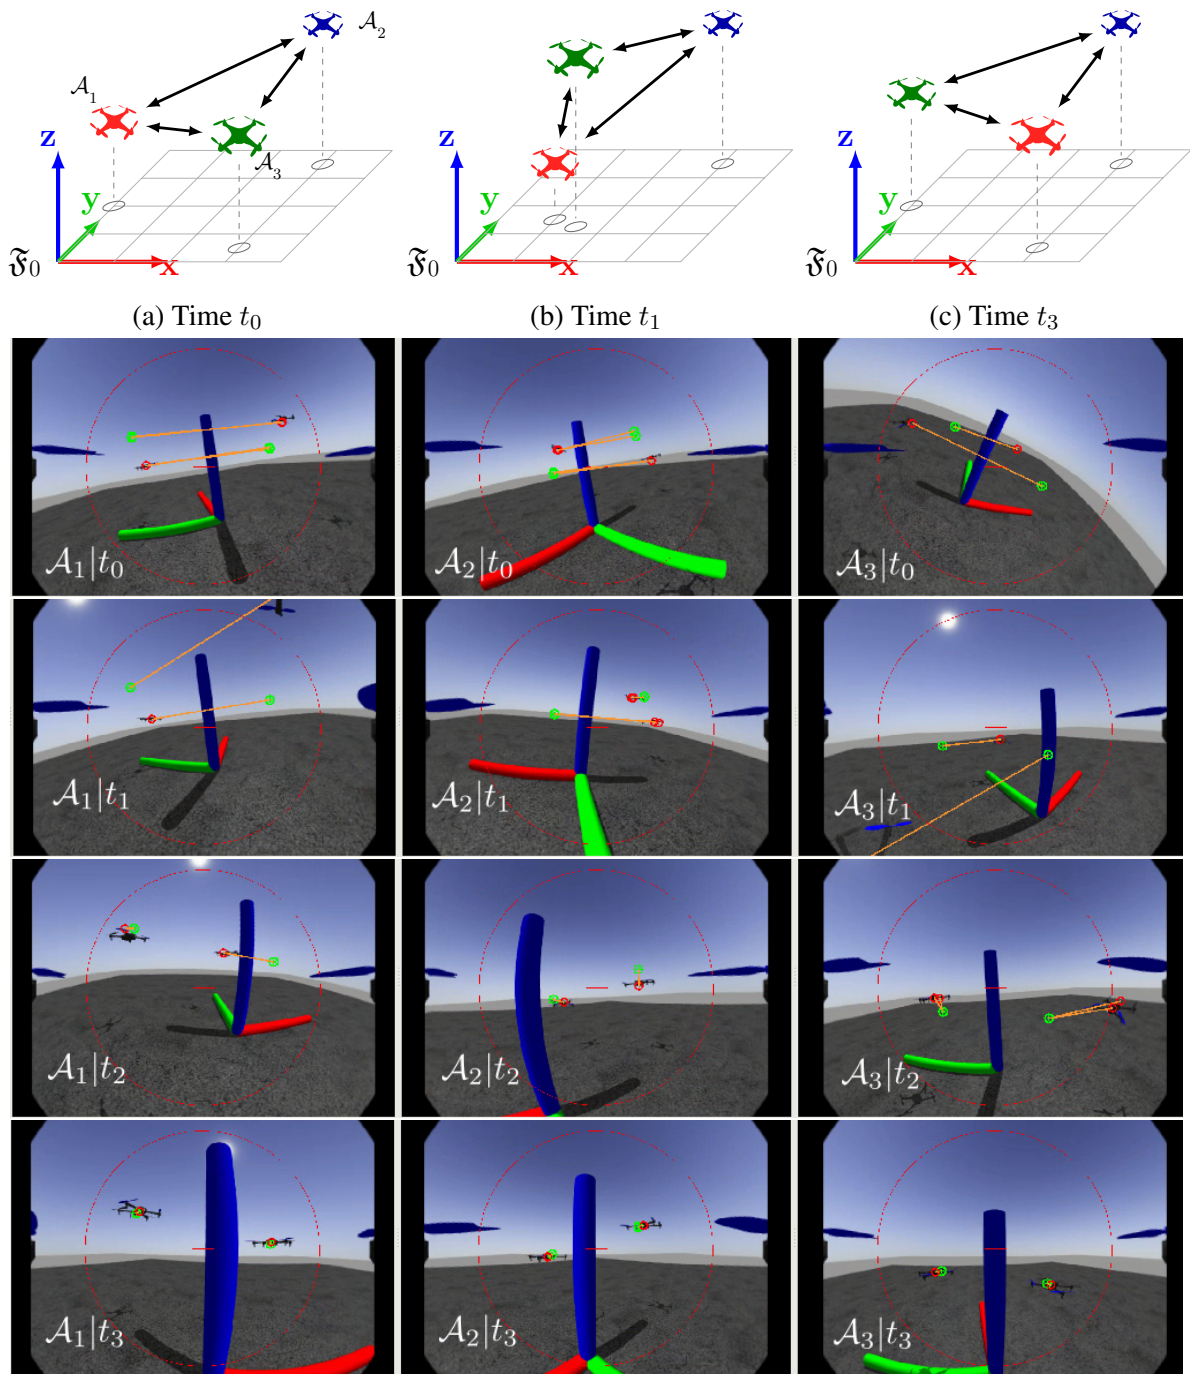 𝒜₂
𝒜₁
𝒜₃
z
y
x
𝔉₀
z
y
x
𝔉₀
z
y
x
𝔉₀
(a) Time t₀
(b) Time t₁
(c) Time t₃
𝒜₁|t₀
𝒜₂|t₀
𝒜₃|t₀
𝒜₁|t₁
𝒜₂|t₁
𝒜₃|t₁
𝒜₁|t₂
𝒜₂|t₂
𝒜₃|t₂
𝒜₁|t₃
𝒜₂|t₃
𝒜₃|t₃